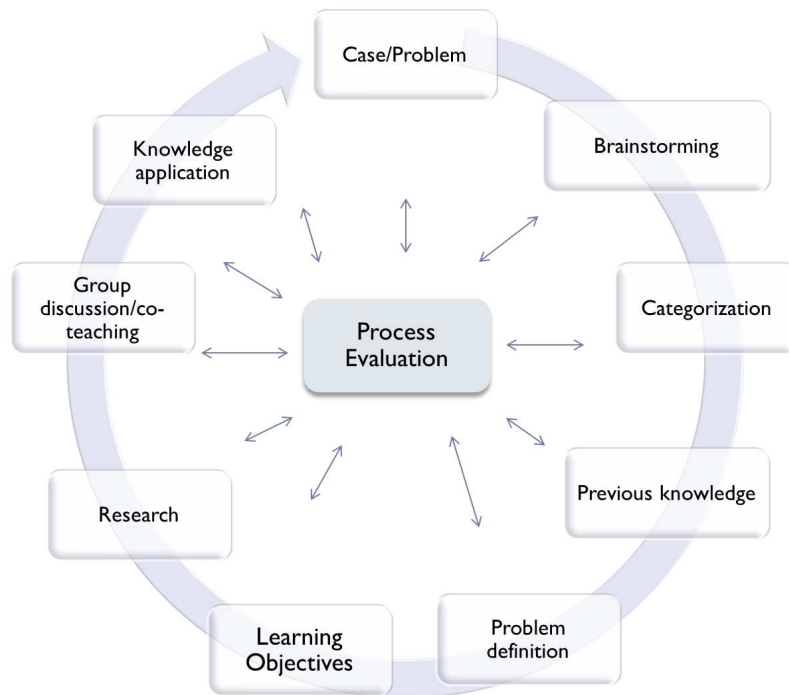 Case/Problem
Brainstorming
Categorization
Previous knowledge
Problem
definition
Learning
Objectives
Research
Group
discussion/co-
teaching
Knowledge
application
Process
Evaluation